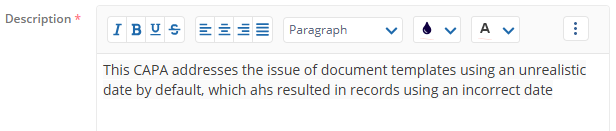 Description *
I B U S Paragraph A
This CAPA addresses the issue of document templates using an unrealistic
date by default, which ahs resulted in records using an incorrect date